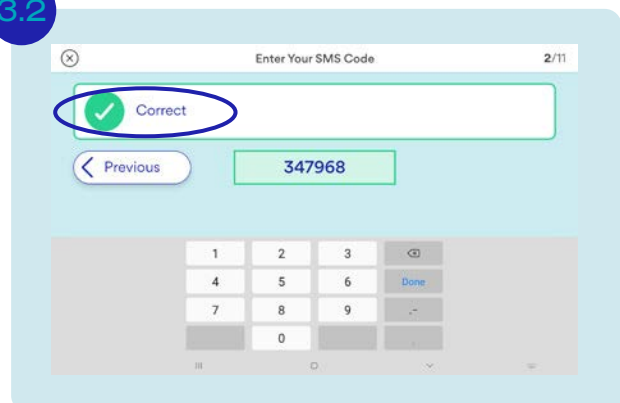 3.2
Enter Your SMS Code 2/11
Correct
Previous 347968
1 2 3
4 5 6 Done
7 8 9 .-
0 ,